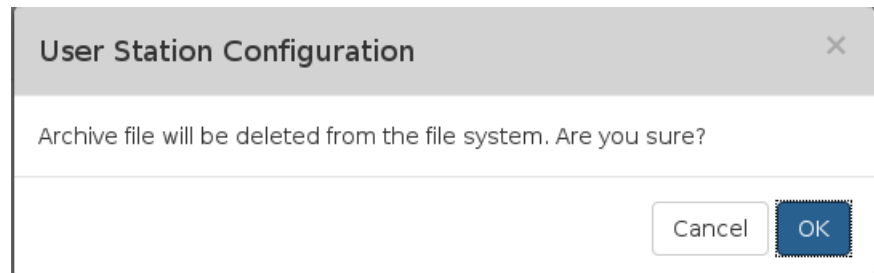 User Station Configuration ×
Archive file will be deleted from the file system. Are you sure?
Cancel OK